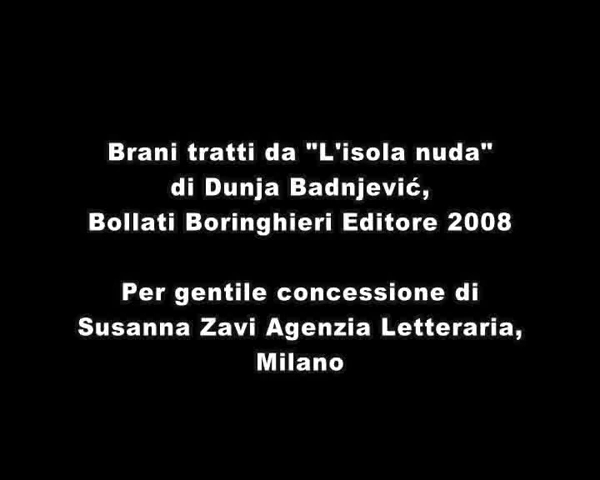 Brani tratti da "L'isola nuda"
di Dunja Badnjević,
Bollati Boringhieri Editore 2008
Per gentile concessione di
Susanna Zavi Agenzia Letteraria,
Milano